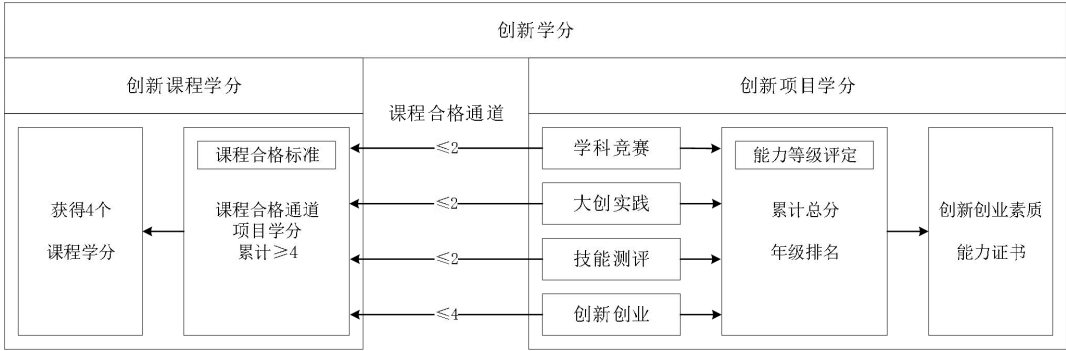 创新学分
创新课程学分
课程合格通道
创新项目学分
获得4个
课程学分
课程合格标准
课程合格通道
项目学分
累计≥4
≤2
≤2
≤2
≤4
学科竞赛
大创实践
技能测评
创新创业
能力等级评定
累计总分
年级排名
创新创业素质
能力证书